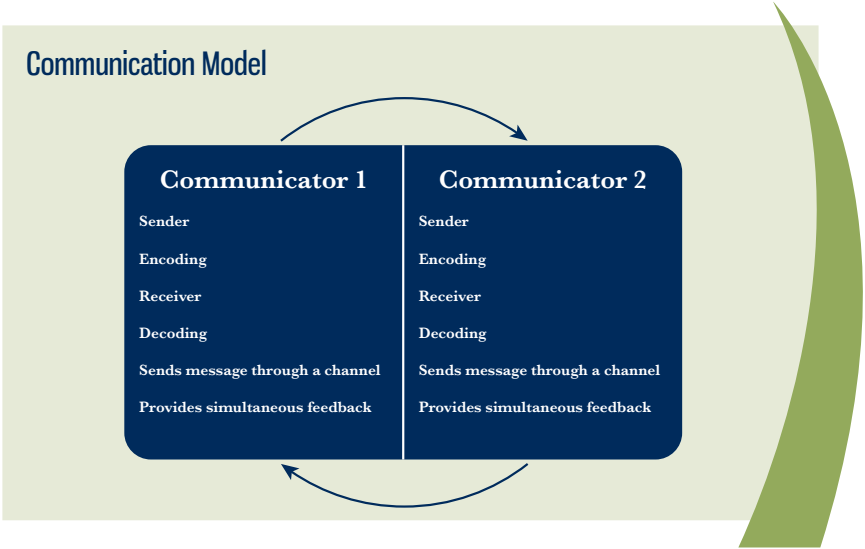 Communication Model
Communicator 1
Sender
Encoding
Receiver
Decoding
Sends message through a channel
Provides simultaneous feedback
Communicator 2
Sender
Encoding
Receiver
Decoding
Sends message through a channel
Provides simultaneous feedback